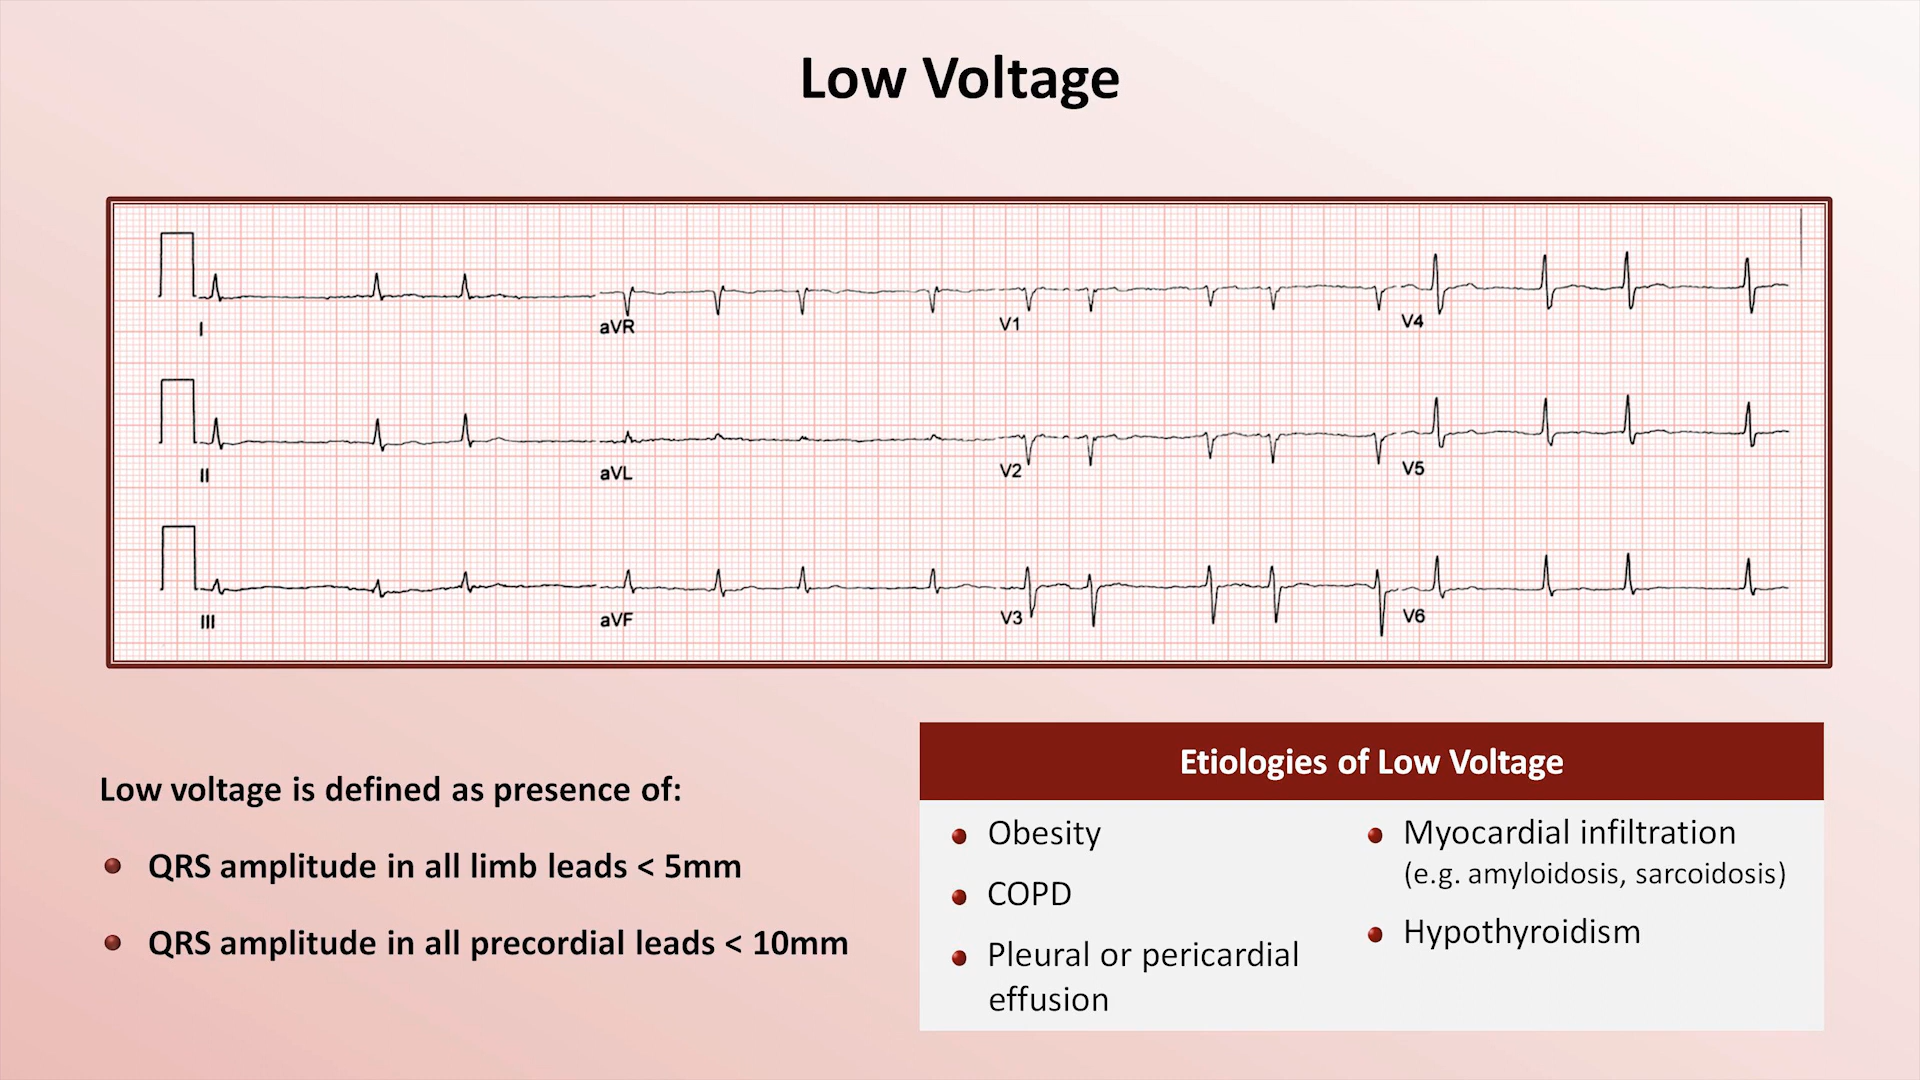 Low Voltage
I
aVR
V1
V4
II
aVL
V2
V5
III
aVF
V3
V6
Low voltage is defined as presence of:
QRS amplitude in all limb leads < 5mm
QRS amplitude in all precordial leads < 10mm
Etiologies of Low Voltage
Obesity
COPD
Pleural or pericardial
effusion
Myocardial infiltration
(e.g. amyloidosis, sarcoidosis)
Hypothyroidism